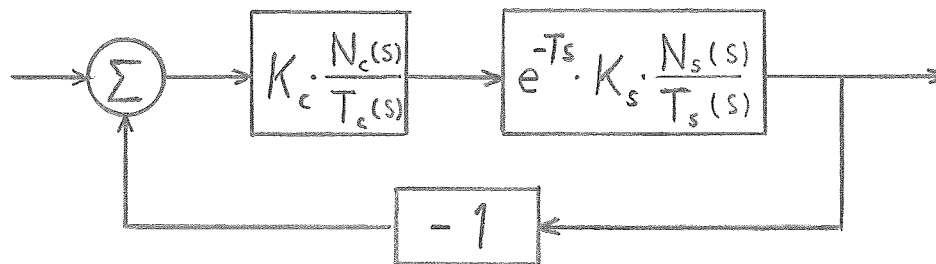 Σ
K_c · N_c(s) / T_c(s)
e^{-Ts} · K_s · N_s(s) / T_s(s)
-1